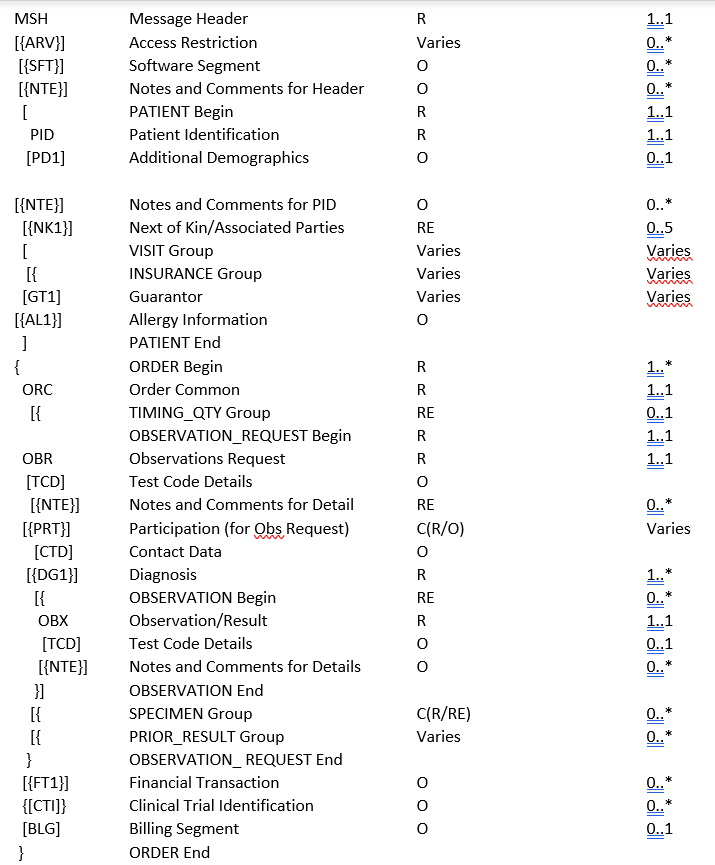 MSH Message Header R 1..1
[{ARV}] Access Restriction Varies 0..*
[{SFT}] Software Segment O 0..*
[{NTE}] Notes and Comments for Header O 0..*
[ PATIENT Begin R 1..1
PID Patient Identification R 1..1
[PD1] Additional Demographics O 0..1
[{NTE}] Notes and Comments for PID O 0..*
[{NK1}] Next of Kin/Associated Parties RE 0..5
[ VISIT Group Varies Varies
[{ INSURANCE Group Varies Varies
[GT1] Guarantor Varies Varies
[{AL1}] Allergy Information O
] PATIENT End
{ ORDER Begin R 1..*
ORC Order Common R 1..1
[{ TIMING_QTY Group RE 0..1
OBSERVATION_REQUEST Begin R 1..1
OBR Observations Request R 1..1
[TCD] Test Code Details O
[{NTE}] Notes and Comments for Detail RE 0..*
[{PRT}] Participation (for Obs Request) C(R/O) Varies
[CTD] Contact Data O
[{DG1}] Diagnosis R 1..*
[{ OBSERVATION Begin RE 0..*
OBX Observation/Result R 1..1
[TCD] Test Code Details O 0..1
[{NTE}] Notes and Comments for Details O 0..*
}] OBSERVATION End
[{ SPECIMEN Group C(R/RE) 0..*
[{ PRIOR_RESULT Group Varies 0..*
} OBSERVATION_ REQUEST End
[{FT1}] Financial Transaction O 0..*
{[CTI]} Clinical Trial Identification O 0..*
[BLG] Billing Segment O 0..1
} ORDER End